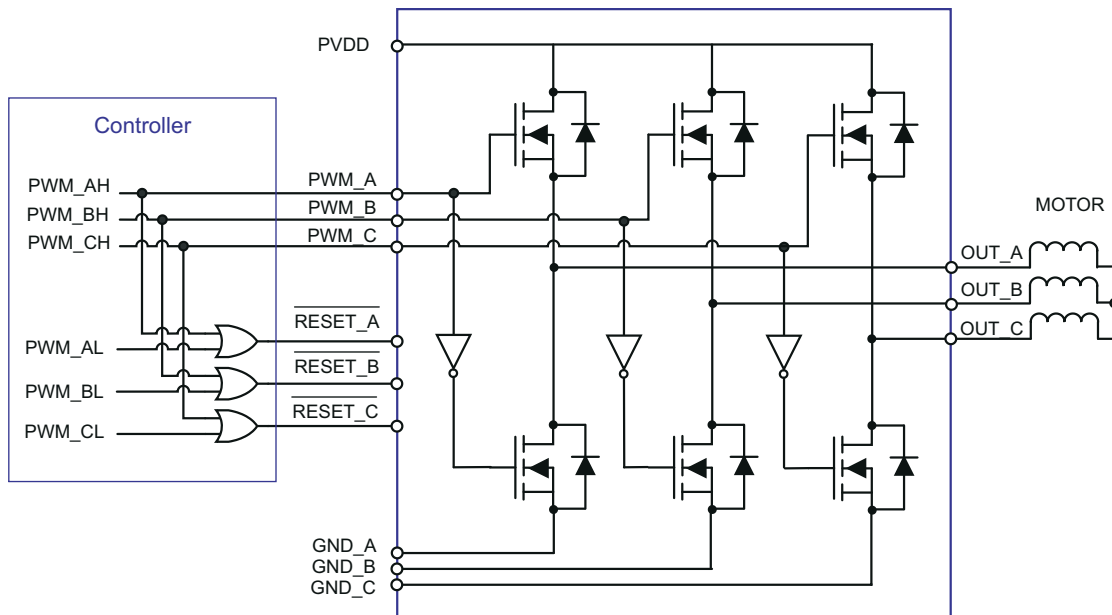 PVDD
Controller
PWM_AH
PWM_BH
PWM_CH
PWM_A
PWM_B
PWM_C
MOTOR
OUT_A
OUT_B
OUT_C
RESET_A
RESET_B
RESET_C
PWM_AL
PWM_BL
PWM_CL
GND_A
GND_B
GND_C